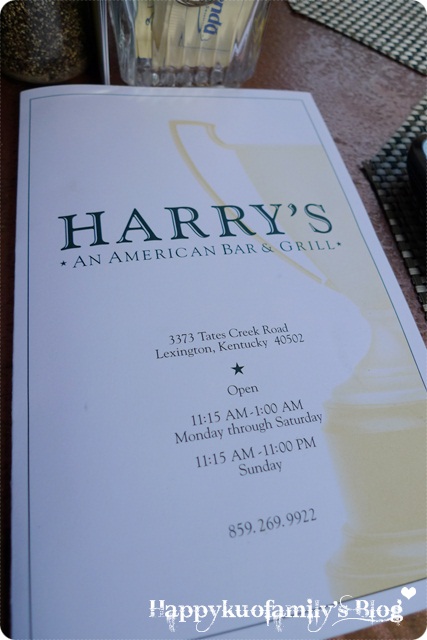 nda
HARRY'S
★ AN AMERICAN BAR & GRILL ★
3373 Tates Creek Road
Lexington, Kentucky 40502
★
Open
11:15 AM-1:00 AM
Monday through Saturday
11:15 AM-11:00 PM
Sunday
859.269.9922
Happykuofamily's Blog